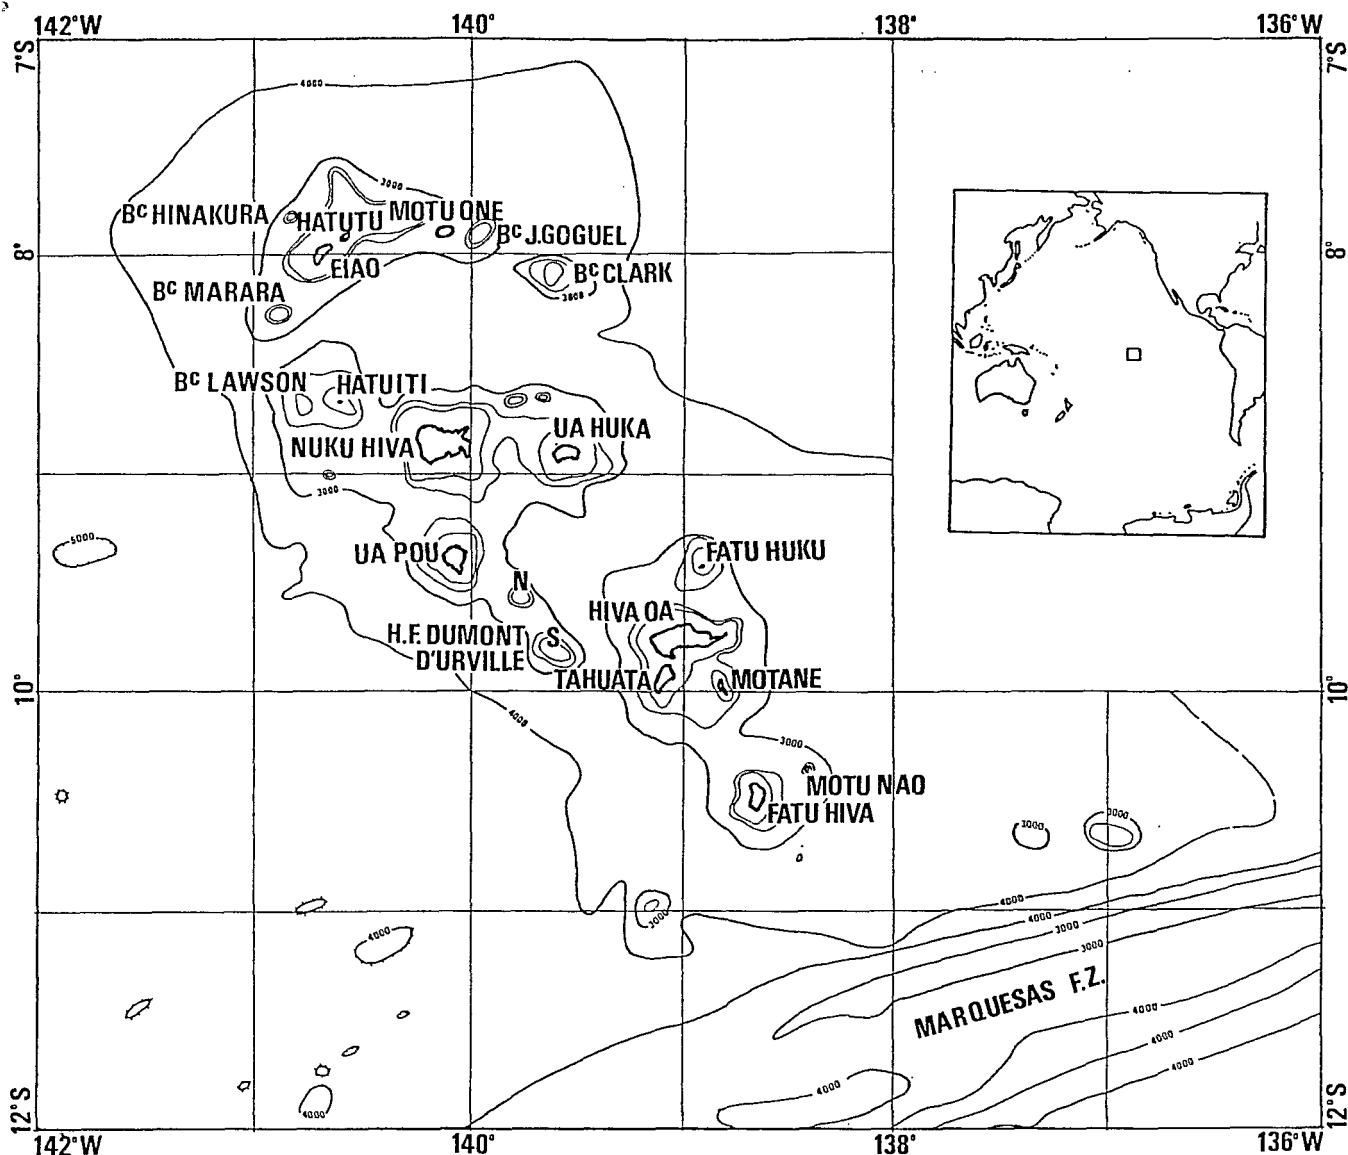 142°W 140° 138° 136°W
7°S 7°S
4000
3000
Bc HINAKURA HATUTU MOTU ONE
Bc J.GOGUEL
8° 8°
EIAO Bc CLARK
Bc MARARA
Bc LAWSON HATUITI
NUKU HIVA UA HUKA
3000
5000
UA POU FATU HUKU
N
HIVA OA
H.F. DUMONT S
D'URVILLE
TAHUATA MOTANE
10° 10°
3000
MOTU NAO
FATU HIVA
3000 3000
3000
4000
4000
4000
3000
3000
MARQUESAS F.Z.
4000
4000
4000
4000
4000
12°S 12°S
142°W 140° 138° 136°W